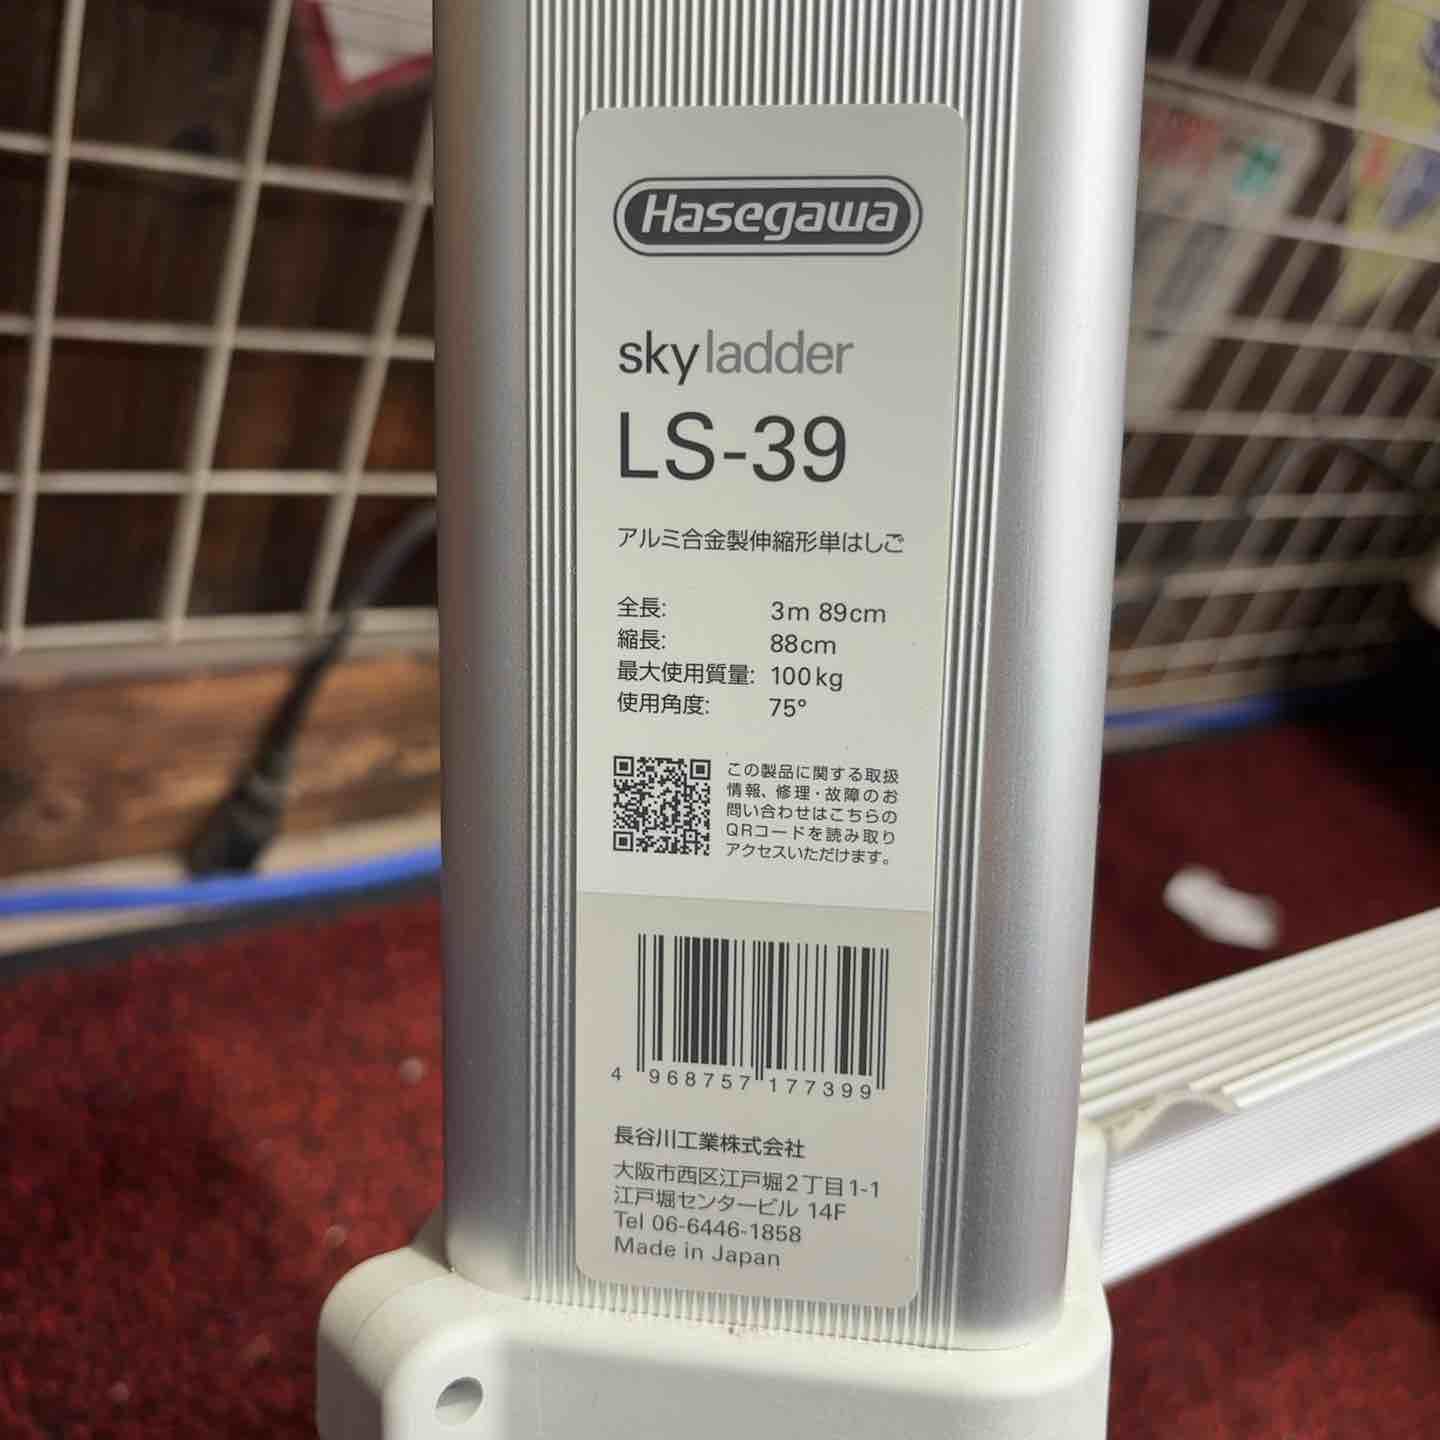 Hasegawa
skyladder
LS-39
アルミ合金製伸縮形単はしご
全長: 3m 89cm
縮長: 88cm
最大使用質量: 100kg
使用角度: 75°
この製品に関する取扱
情報、修理・故障のお
問い合わせはこちらの
QRコードを読み取り
アクセスいただけます。
4 968757 177399
長谷川工業株式会社
大阪市西区江戸堀2丁目1-1
江戸堀センタービル 14F
Tel 06-6446-1858
Made in Japan